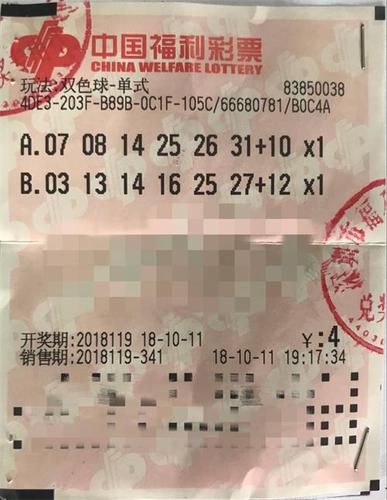 中国福利彩票
CHINA WELFARE LOTTERY
玩法:双色球-单式 83850038
4DE3-203F-B89B-0C1F-105C/66680781/B0C4A
A.07 08 14 25 26 31+10 x1
B.03 13 14 16 25 27+12 x1
开奖期:2018119 18-10-11 ¥:4
销售期:2018119-341 18-10-11 19:17:34
兑奖